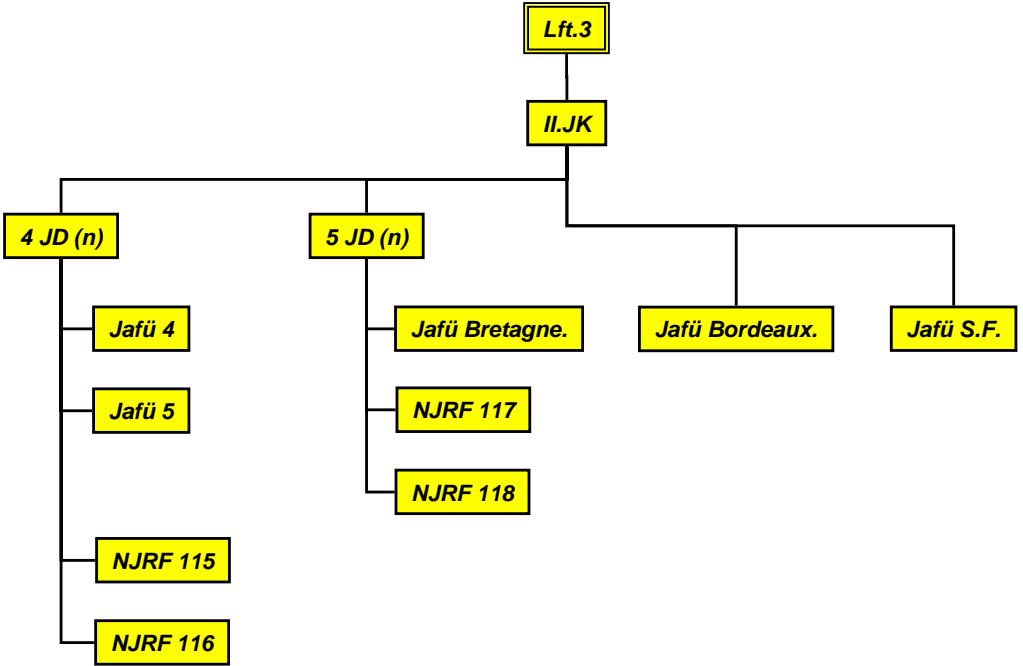 Lft.3
II.JK
4 JD (n)
5 JD (n)
Jafü 4
Jafü Bretagne.
Jafü Bordeaux.
Jafü S.F.
Jafü 5
NJRF 117
NJRF 118
NJRF 115
NJRF 116